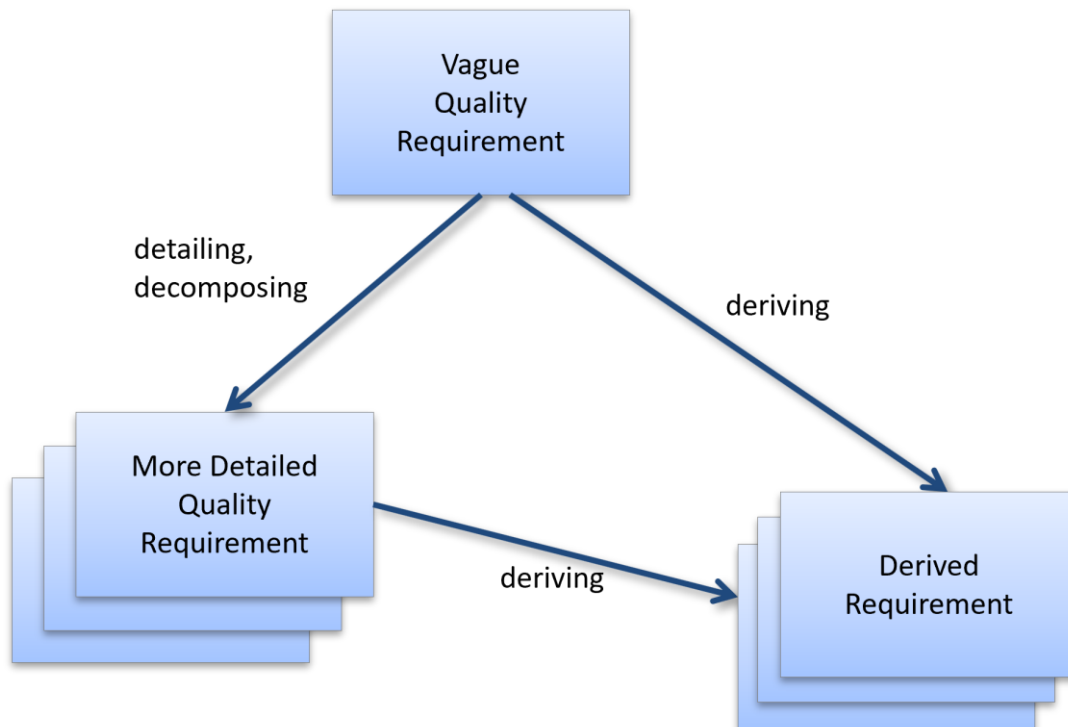 Vague
Quality
Requirement
detailing,
decomposing
deriving
More Detailed
Quality
Requirement
deriving
Derived
Requirement